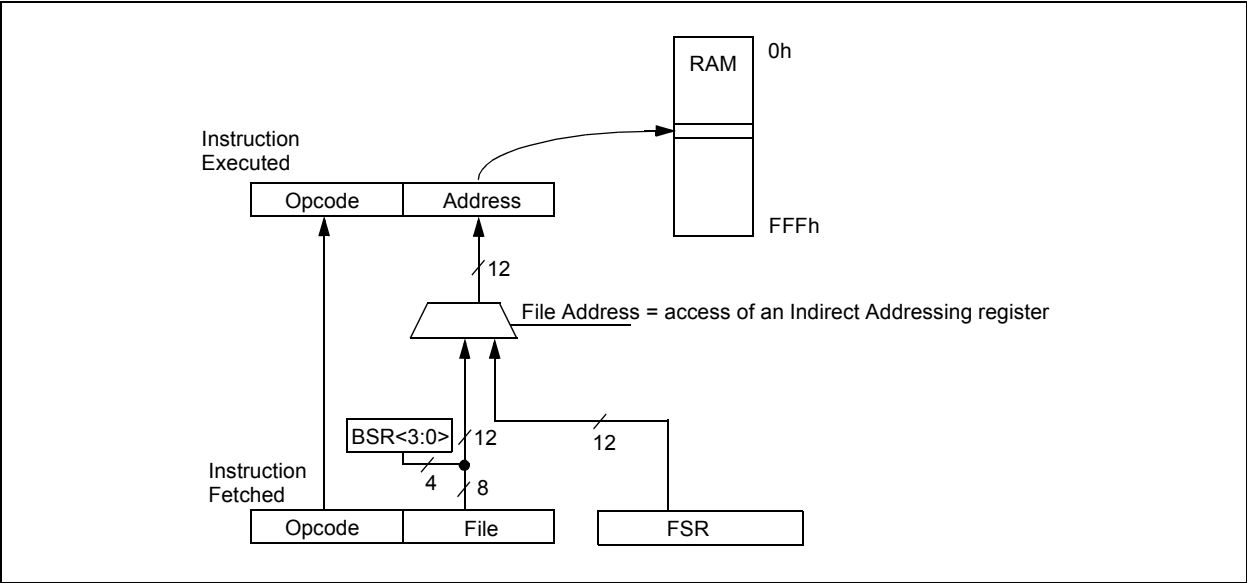 RAM
0h
Instruction
Executed
Opcode
Address
FFFh
12
File Address = access of an Indirect Addressing register
BSR<3:0>
12
12
4
8
Instruction
Fetched
Opcode
File
FSR